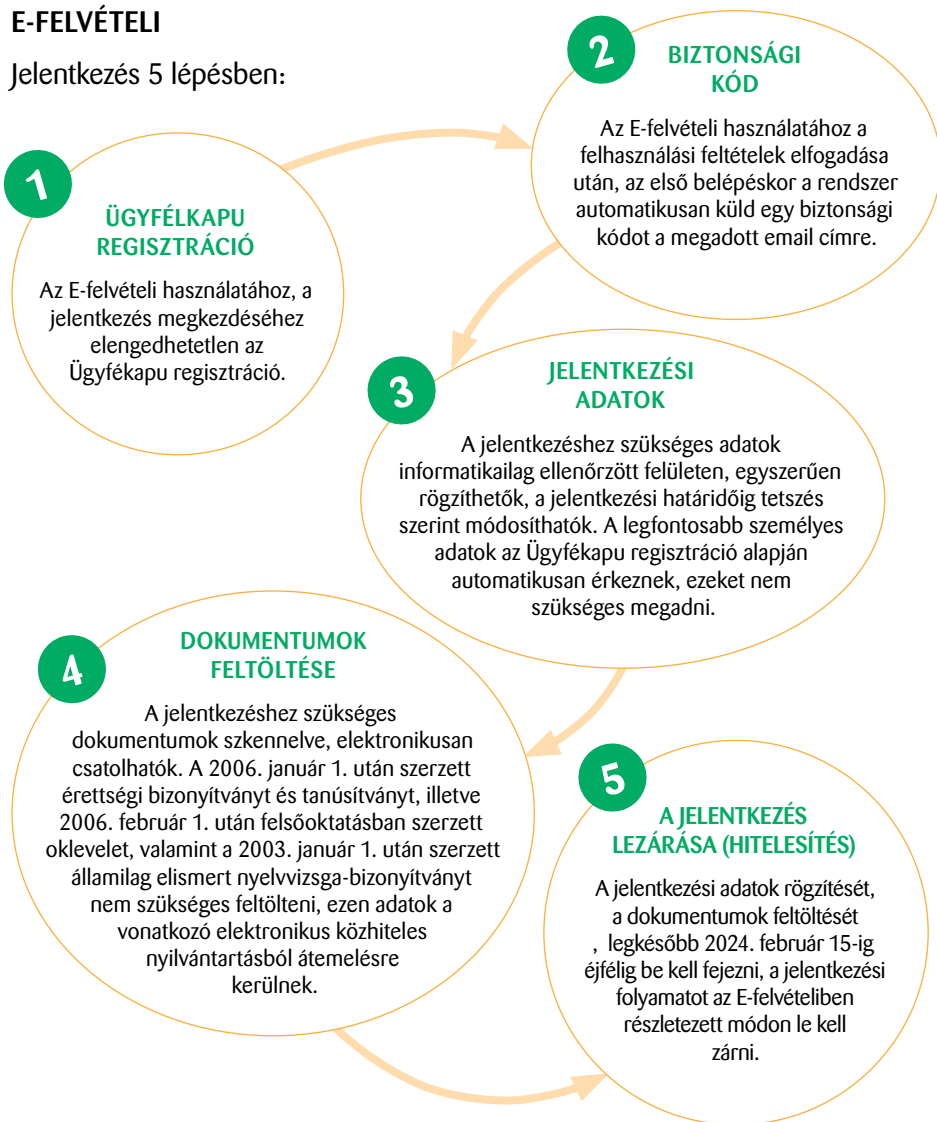 E-FELVÉTELI
Jelentkezés 5 lépésben:
1
ÜGYFÉLKAPU
REGISZTRÁCIÓ
Az E-felvételi használatához, a
jelentkezés megkezdéséhez
elengedhetetlen az
Ügyfékapu regisztráció.
2
BIZTONSÁGI
KÓD
Az E-felvételi használatához a
felhasználási feltételek elfogadása
után, az első belépéskor a rendszer
automatikusan küld egy biztonsági
kódot a megadott email címre.
3
JELENTKEZÉSI
ADATOK
A jelentkezéshez szükséges adatok
informatikailag ellenőrzött felületen, egyszerűen
rögzíthetők, a jelentkezési határidőig tetszés
szerint módosíthatók. A legfontosabb személyes
adatok az Ügyfékapu regisztráció alapján
automatikusan érkeznek, ezeket nem
szükséges megadni.
4
DOKUMENTUMOK
FELTÖLTÉSE
A jelentkezéshez szükséges
dokumentumok szkennelve, elektronikusan
csatolhatók. A 2006. január 1. után szerzett
érettségi bizonyítványt és tanúsítványt, illetve
2006. február 1. után felsőoktatásban szerzett
oklevelet, valamint a 2003. január 1. után szerzett
államilag elismert nyelvvizsga-bizonyítványt
nem szükséges feltölteni, ezen adatok a
vonatkozó elektronikus közhiteles
nyilvántartásból átemelésre
kerülnek.
5
A JELENTKEZÉS
LEZÁRÁSA (HITELESÍTÉS)
A jelentkezési adatok rögzítését,
a dokumentumok feltöltését
, legkésőbb 2024. február 15-ig
éjfélig be kell fejezni, a jelentkezési
folyamatot az E-felvételiben
részletezett módon le kell
zárni.